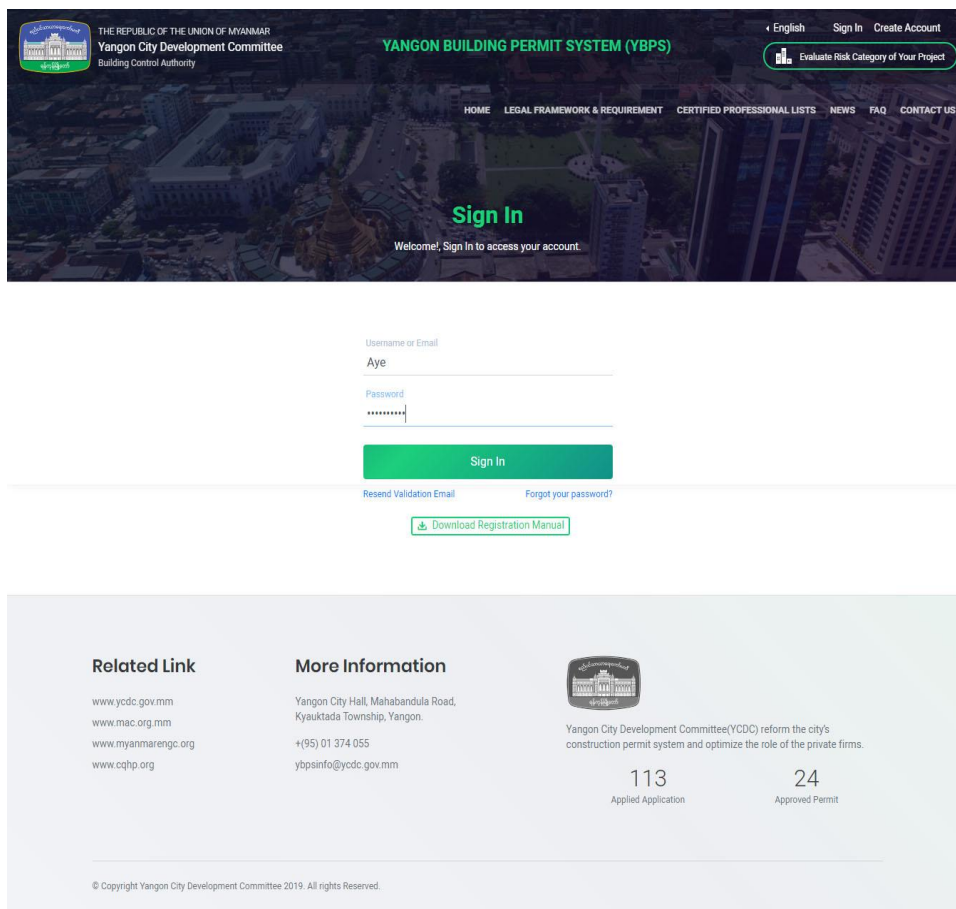 THE REPUBLIC OF THE UNION OF MYANMAR
Yangon City Development Committee
Building Control Authority
YANGON BUILDING PERMIT SYSTEM (YBPS)
English Sign In Create Account
Evaluate Risk Category of Your Project
HOME LEGAL FRAMEWORK & REQUIREMENT CERTIFIED PROFESSIONAL LISTS NEWS FAQ CONTACT US
Sign In
Welcome!, Sign In to access your account.
Username or Email
Aye
Password
••••••••••
Sign In
Resend Validation Email Forgot your password?
Download Registration Manual
Related Link
www.ycdc.gov.mm
www.mac.org.mm
www.myanmarengc.org
www.cqhp.org
More Information
Yangon City Hall, Mahabandula Road,
Kyauktada Township, Yangon.
+(95) 01 374 055
ybpsinfo@ycdc.gov.mm
Yangon City Development Committee(YCDC) reform the city's
construction permit system and optimize the role of the private firms.
113 24
Applied Application Approved Permit
© Copyright Yangon City Development Committee 2019. All rights Reserved.